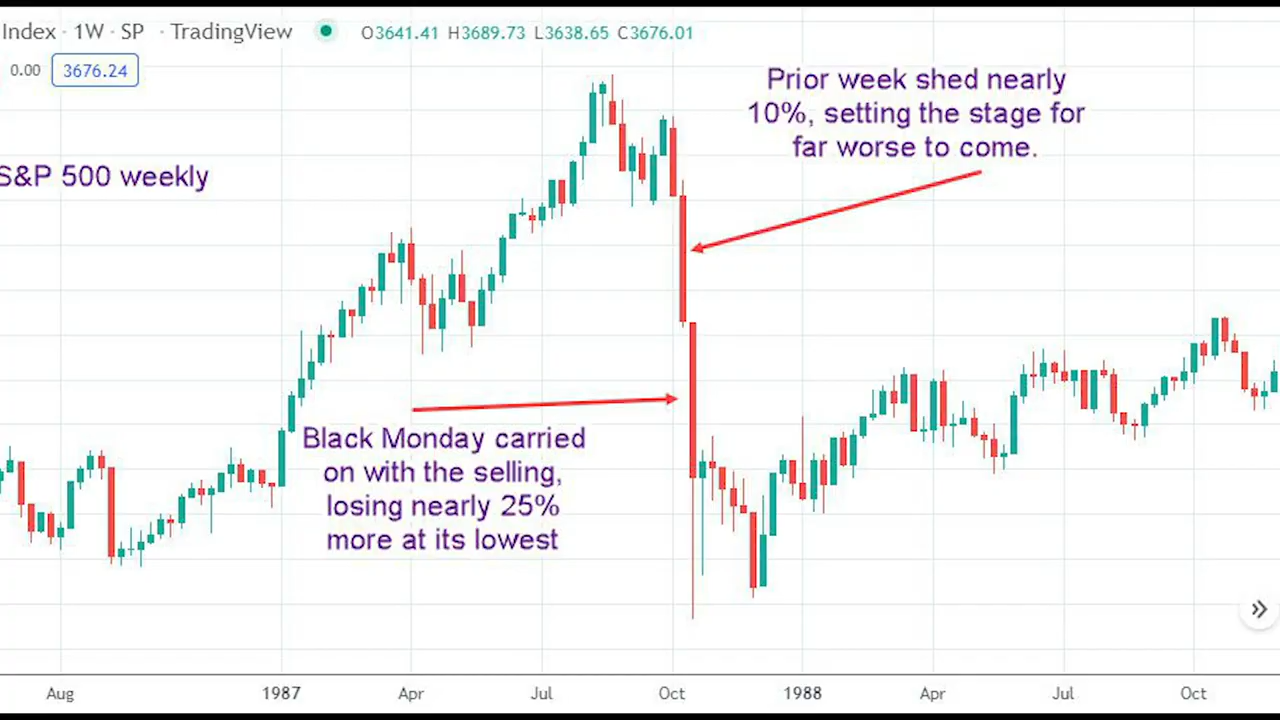 Index · 1W · SP · TradingView O3641.41 H3689.73 L3638.65 C3676.01
0.00 3676.24
Prior week shed nearly
10%, setting the stage for
far worse to come.
S&P 500 weekly
Black Monday carried
on with the selling,
losing nearly 25%
more at its lowest
Aug 1987 Apr Jul Oct 1988 Apr Jul Oct